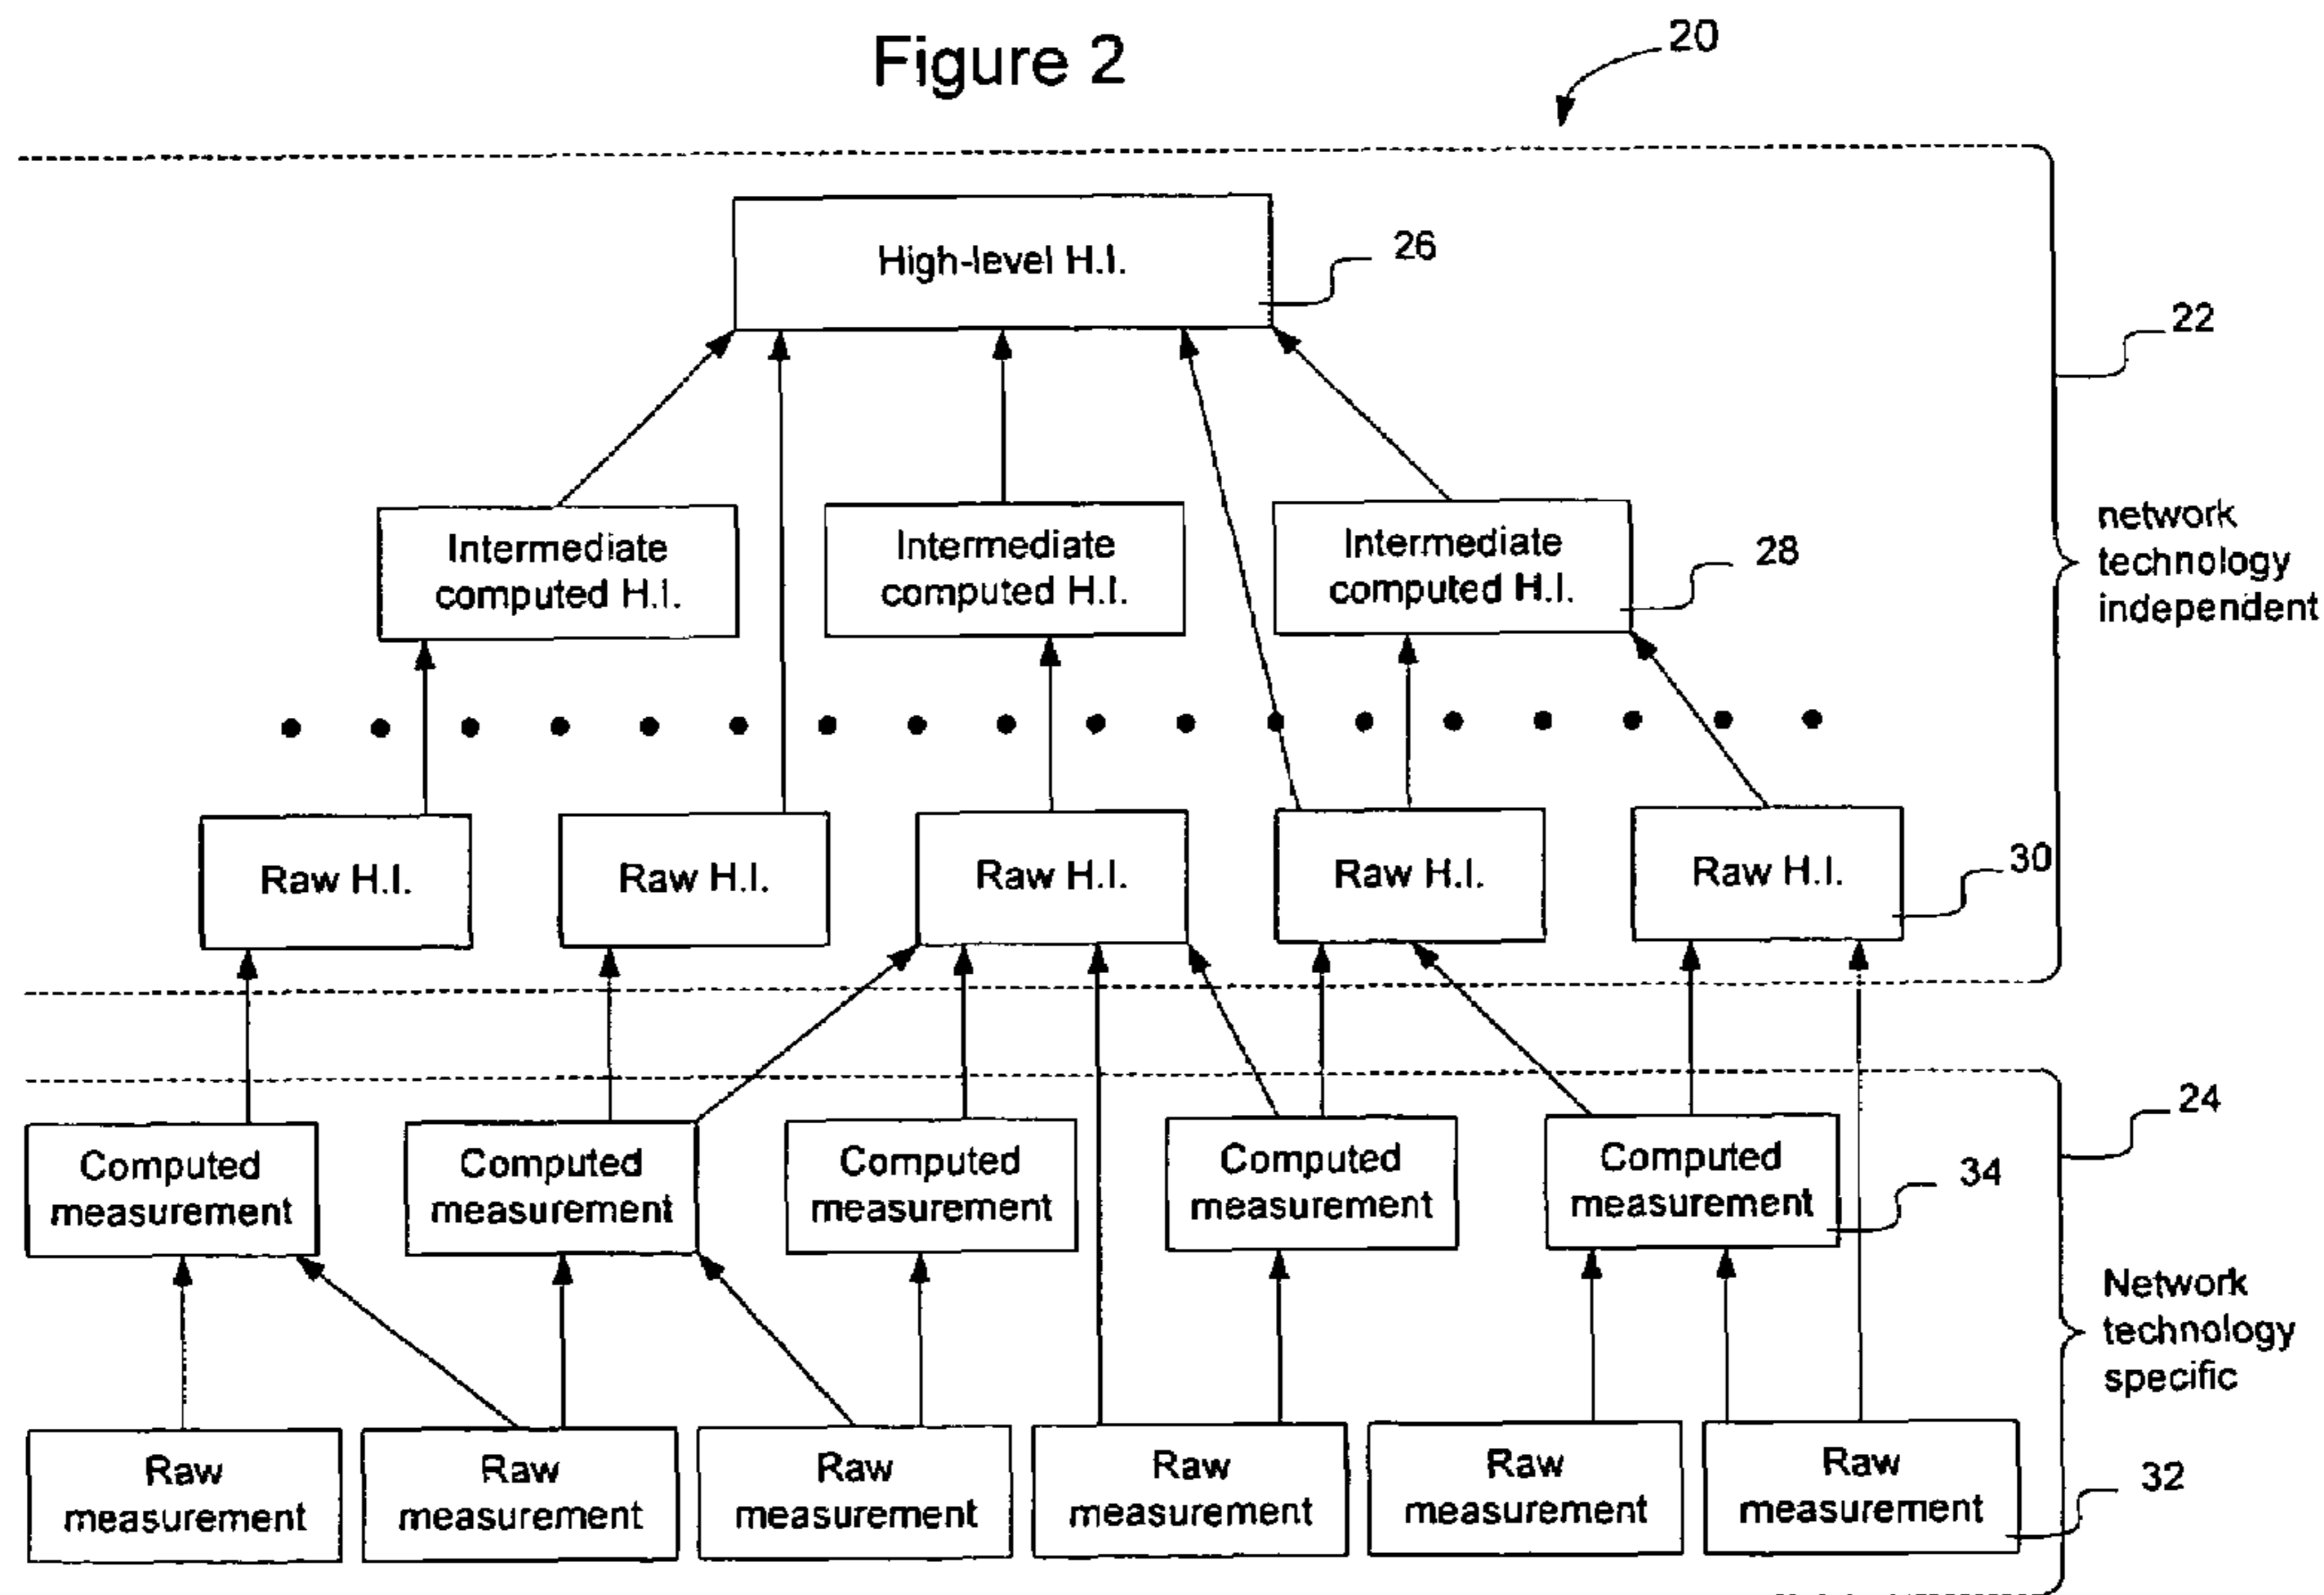 Figure 2
20
High-level H.I.
26
22
network
technology
independent
Intermediate
computed H.I.
Intermediate
computed H.I.
Intermediate
computed H.I.
28
Raw H.I.
Raw H.I.
Raw H.I.
Raw H.I.
Raw H.I.
30
24
Computed
measurement
Computed
measurement
Computed
measurement
Computed
measurement
Computed
measurement
34
Network
technology
specific
Raw
measurement
Raw
measurement
Raw
measurement
Raw
measurement
Raw
measurement
Raw
measurement
32